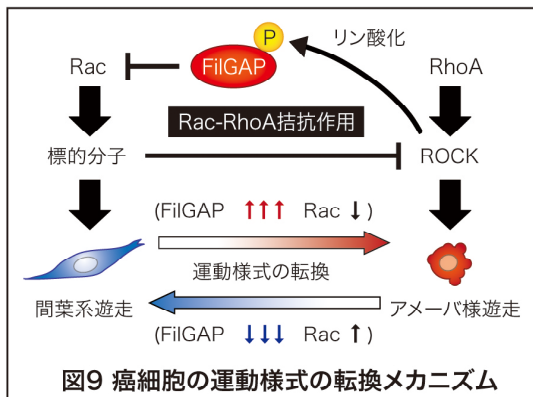 P
リン酸化
Rac
FilGAP
RhoA
Rac-RhoA拮抗作用
標的分子
ROCK
(FilGAP ↑↑↑ Rac ↓)
運動様式の転換
間葉系遊走
アメーバ様遊走
(FilGAP ↓↓↓ Rac ↑)
図9 癌細胞の運動様式の転換メカニズム